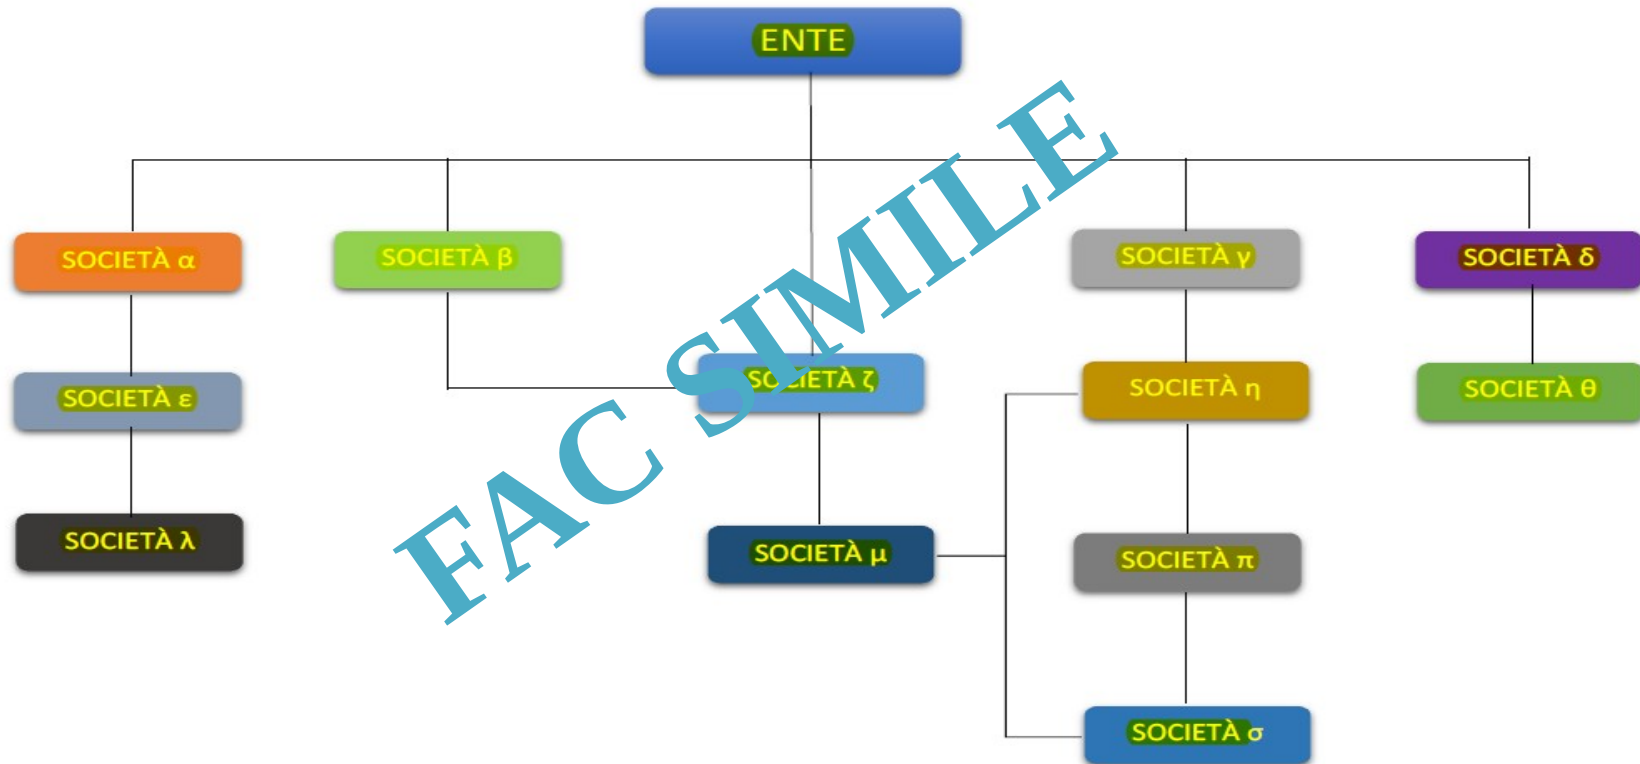 ENTE
SOCIETÀ α
SOCIETÀ β
SOCIETÀ γ
SOCIETÀ δ
SOCIETÀ ε
SOCIETÀ ζ
SOCIETÀ η
SOCIETÀ θ
SOCIETÀ λ
SOCIETÀ μ
SOCIETÀ π
SOCIETÀ σ
FAC SIMILE